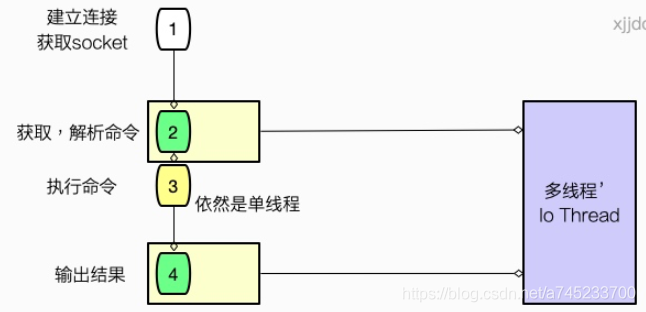 建立连接
获取socket
1
xjjdo
获取，解析命令
2
执行命令
3
依然是单线程
多线程’
Io Thread
输出结果
4
https://blog.csdn.net/a745233700